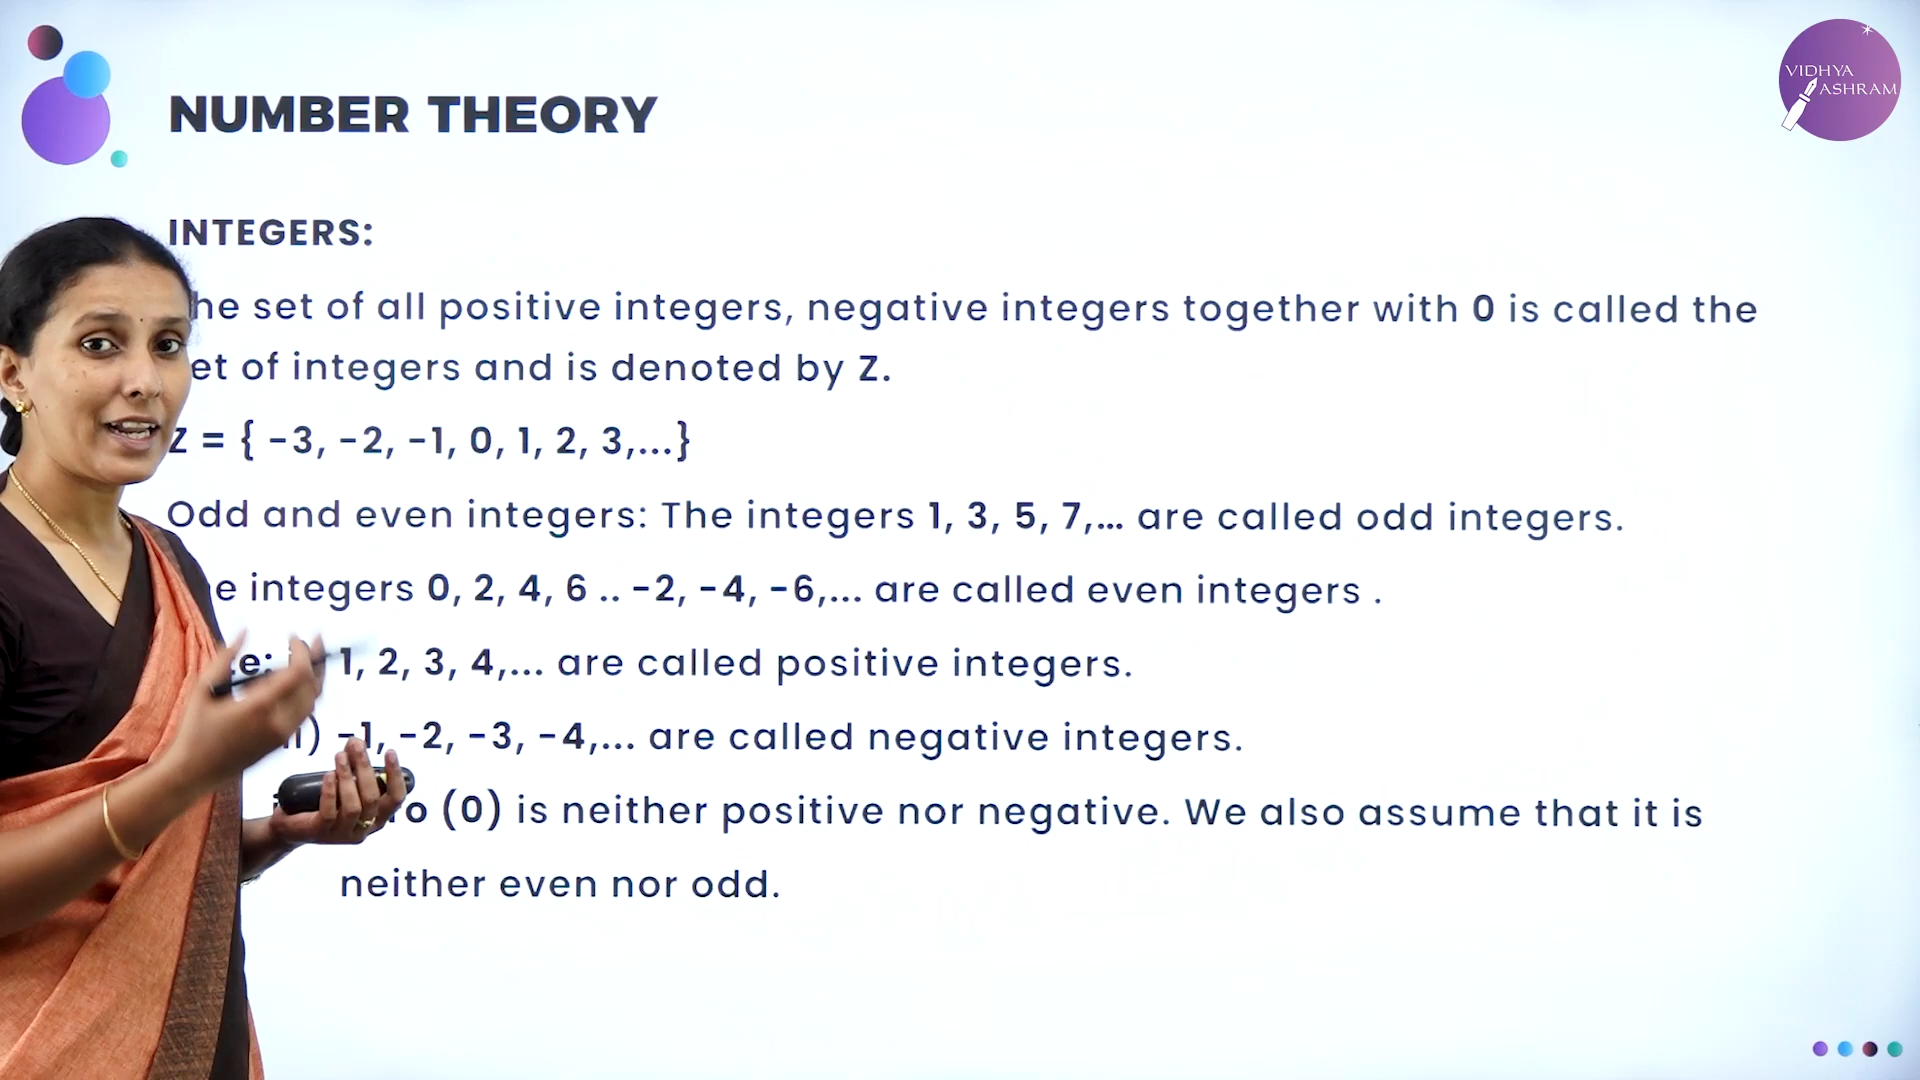 VIDHYA
ASHRAM
NUMBER THEORY
INTEGERS:
he set of all positive integers, negative integers together with 0 is called the
et of integers and is denoted by Z.
Z = { -3, -2, -1, 0, 1, 2, 3,...}
Odd and even integers: The integers 1, 3, 5, 7,... are called odd integers.
e integers 0, 2, 4, 6 .. -2, -4, -6,... are called even integers .
e: 1, 2, 3, 4,... are called positive integers.
) -1, -2, -3, -4,... are called negative integers.
ro (0) is neither positive nor negative. We also assume that it is
neither even nor odd.